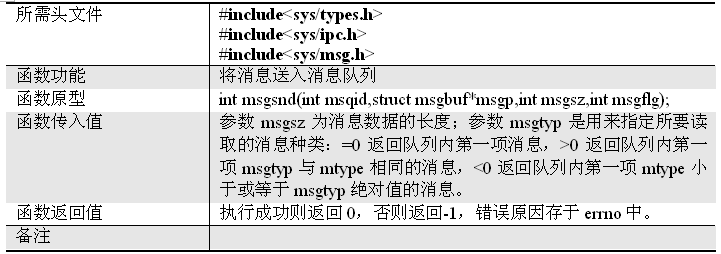 所需头文件 #include<sys/types.h>
#include<sys/ipc.h>
#include<sys/msg.h>
函数功能 将消息送入消息队列
函数原型 int msgsnd(int msqid,struct msgbuf*msgp,int msgsz,int msgflg);
函数传入值 参数 msgsz 为消息数据的长度；参数 msgtyp 是用来指定所要读
取的消息种类：=0 返回队列内第一项消息，>0 返回队列内第一
项 msgtyp 与 mtype 相同的消息，<0 返回队列内第一项 mtype 小
于或等于 msgtyp 绝对值的消息。
函数返回值 执行成功则返回 0，否则返回-1，错误原因存于 errno 中。
备注